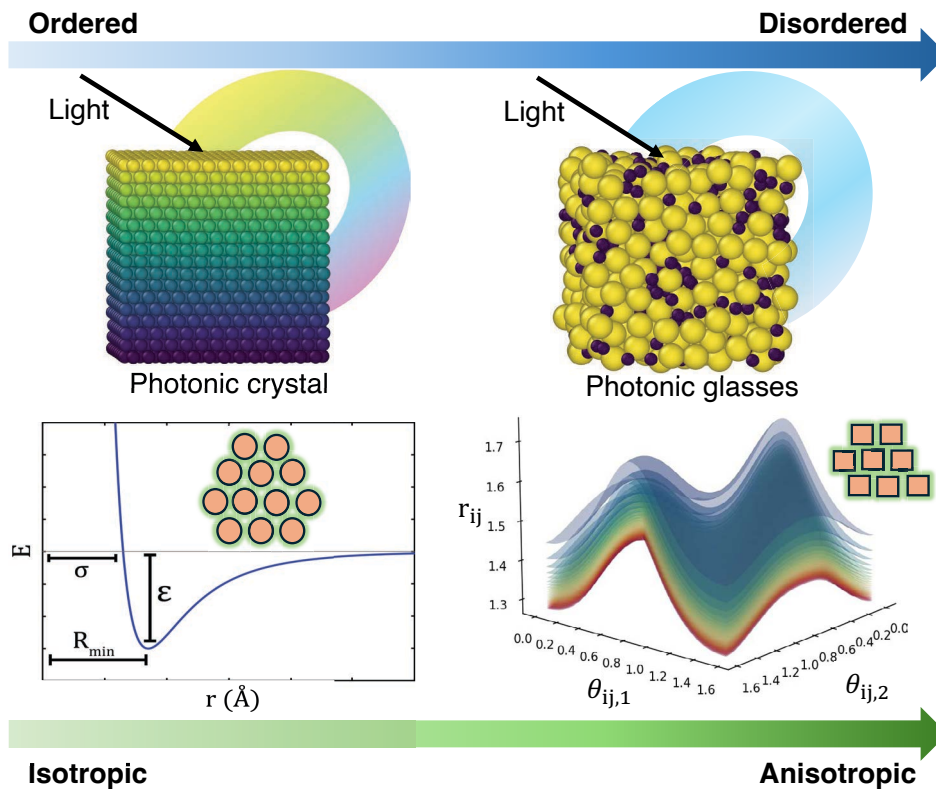 Ordered
Disordered
Light
Light
Photonic crystal
Photonic glasses
E
σ
ε
R_min
r (Å)
r_ij
1.7
1.6
1.5
1.4
1.3
0.0 0.2 0.4 0.6 0.8 1.0 1.2 1.4 1.6
θ_ij,1
1.6 1.4 1.2 1.0 0.8 0.6 0.4 0.2 0.0
θ_ij,2
Isotropic
Anisotropic